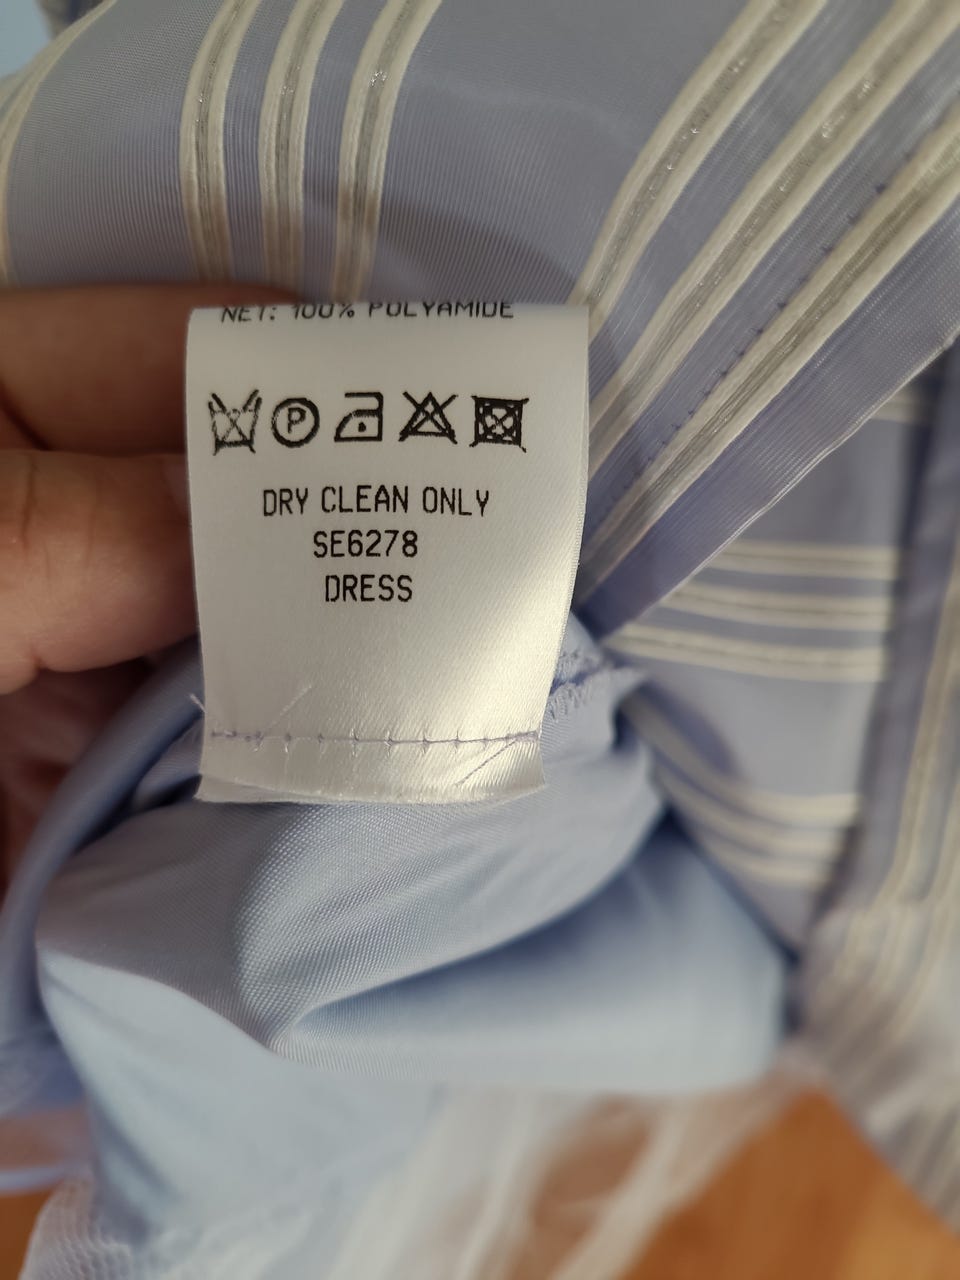 NET: 100% POLYAMIDE
P
DRY CLEAN ONLY
SE6278
DRESS